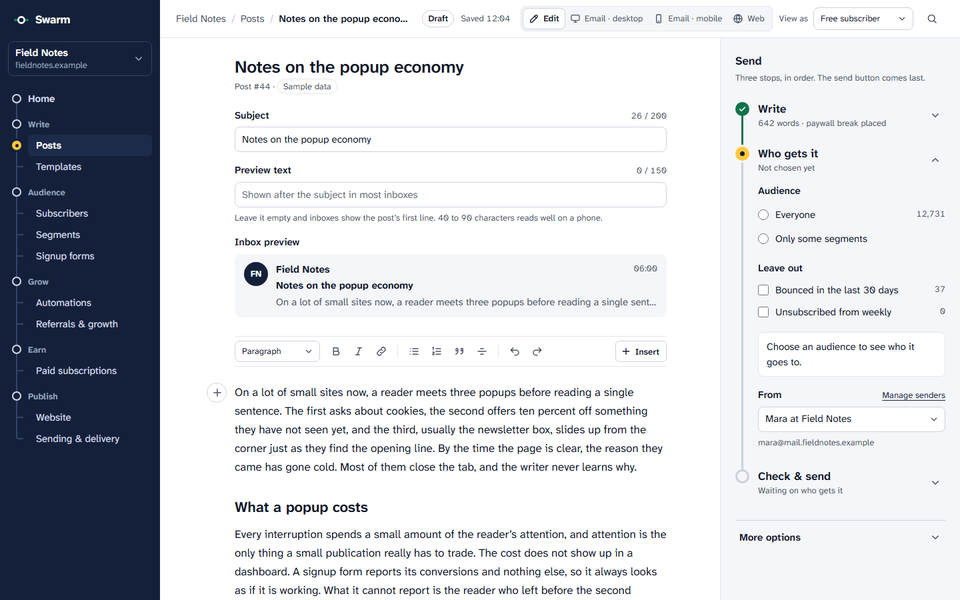 Swarm
Field Notes
fieldnotes.example
Home
Write
Posts
Templates
Audience
Subscribers
Segments
Signup forms
Grow
Automations
Referrals & growth
Earn
Paid subscriptions
Publish
Website
Sending & delivery
Field Notes / Posts / Notes on the popup econo...
Draft
Saved 12:04
Edit
Email · desktop
Email · mobile
Web
View as
Free subscriber
Notes on the popup economy
Post #44 · Sample data
Subject
26 / 200
Notes on the popup economy
Preview text
0 / 150
Shown after the subject in most inboxes
Leave it empty and inboxes show the post's first line. 40 to 90 characters reads well on a phone.
Inbox preview
FN
Field Notes
06:00
Notes on the popup economy
On a lot of small sites now, a reader meets three popups before reading a single sent...
Paragraph
Insert
On a lot of small sites now, a reader meets three popups before reading a single
sentence. The first asks about cookies, the second offers ten percent off something
they have not seen yet, and the third, usually the newsletter box, slides up from the
corner just as they find the opening line. By the time the page is clear, the reason they
came has gone cold. Most of them close the tab, and the writer never learns why.
What a popup costs
Every interruption spends a small amount of the reader's attention, and attention is the
only thing a small publication really has to trade. The cost does not show up in a
dashboard. A signup form reports its conversions and nothing else, so it always looks
as if it is working. What it cannot report is the reader who left before the second
Send
Three stops, in order. The send button comes last.
Write
642 words · paywall break placed
Who gets it
Not chosen yet
Audience
Everyone
12,731
Only some segments
Leave out
Bounced in the last 30 days
37
Unsubscribed from weekly
0
Choose an audience to see who it
goes to.
From
Manage senders
Mara at Field Notes
mara@mail.fieldnotes.example
Check & send
Waiting on who gets it
More options